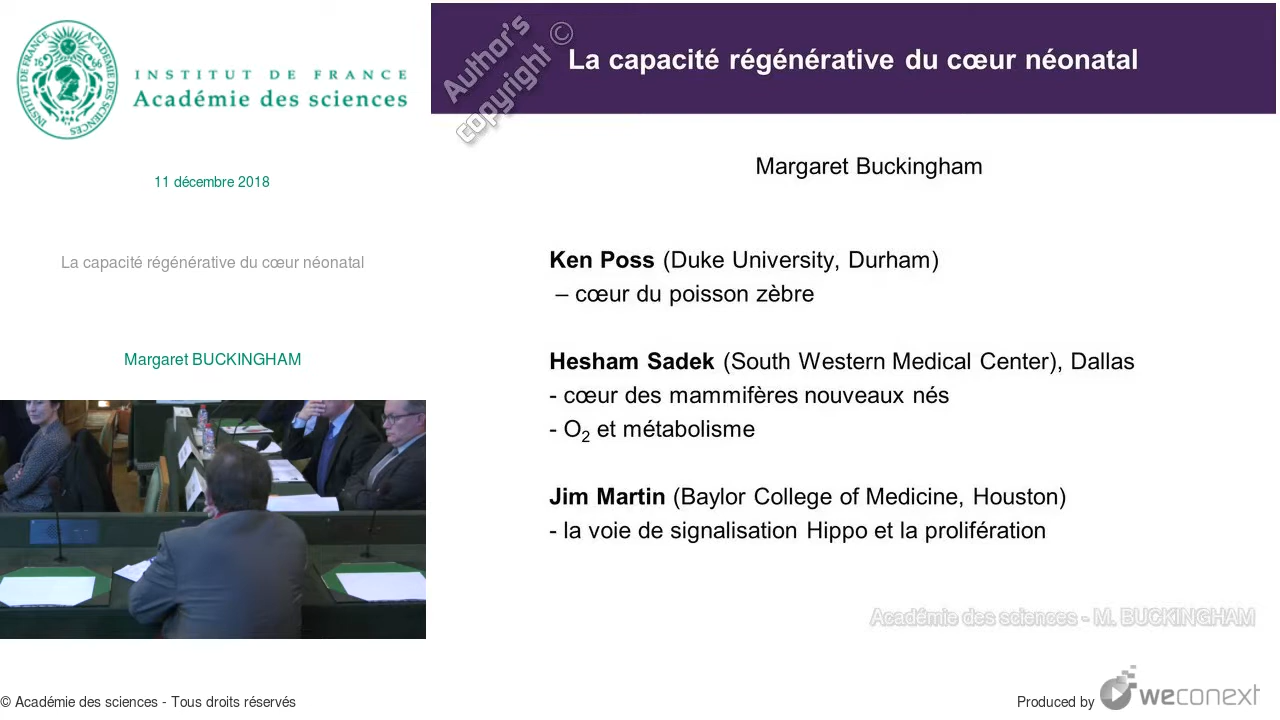 INSTITUT DE FRANCE
Académie des sciences
11 décembre 2018
La capacité régénérative du cœur néonatal
Margaret BUCKINGHAM
Author's copyright ©
La capacité régénérative du cœur néonatal
Margaret Buckingham
Ken Poss (Duke University, Durham)
– cœur du poisson zèbre
Hesham Sadek (South Western Medical Center), Dallas
- cœur des mammifères nouveaux nés
- O₂ et métabolisme
Jim Martin (Baylor College of Medicine, Houston)
- la voie de signalisation Hippo et la prolifération
Académie des sciences - M. BUCKINGHAM
© Académie des sciences - Tous droits réservés
Produced by weconext